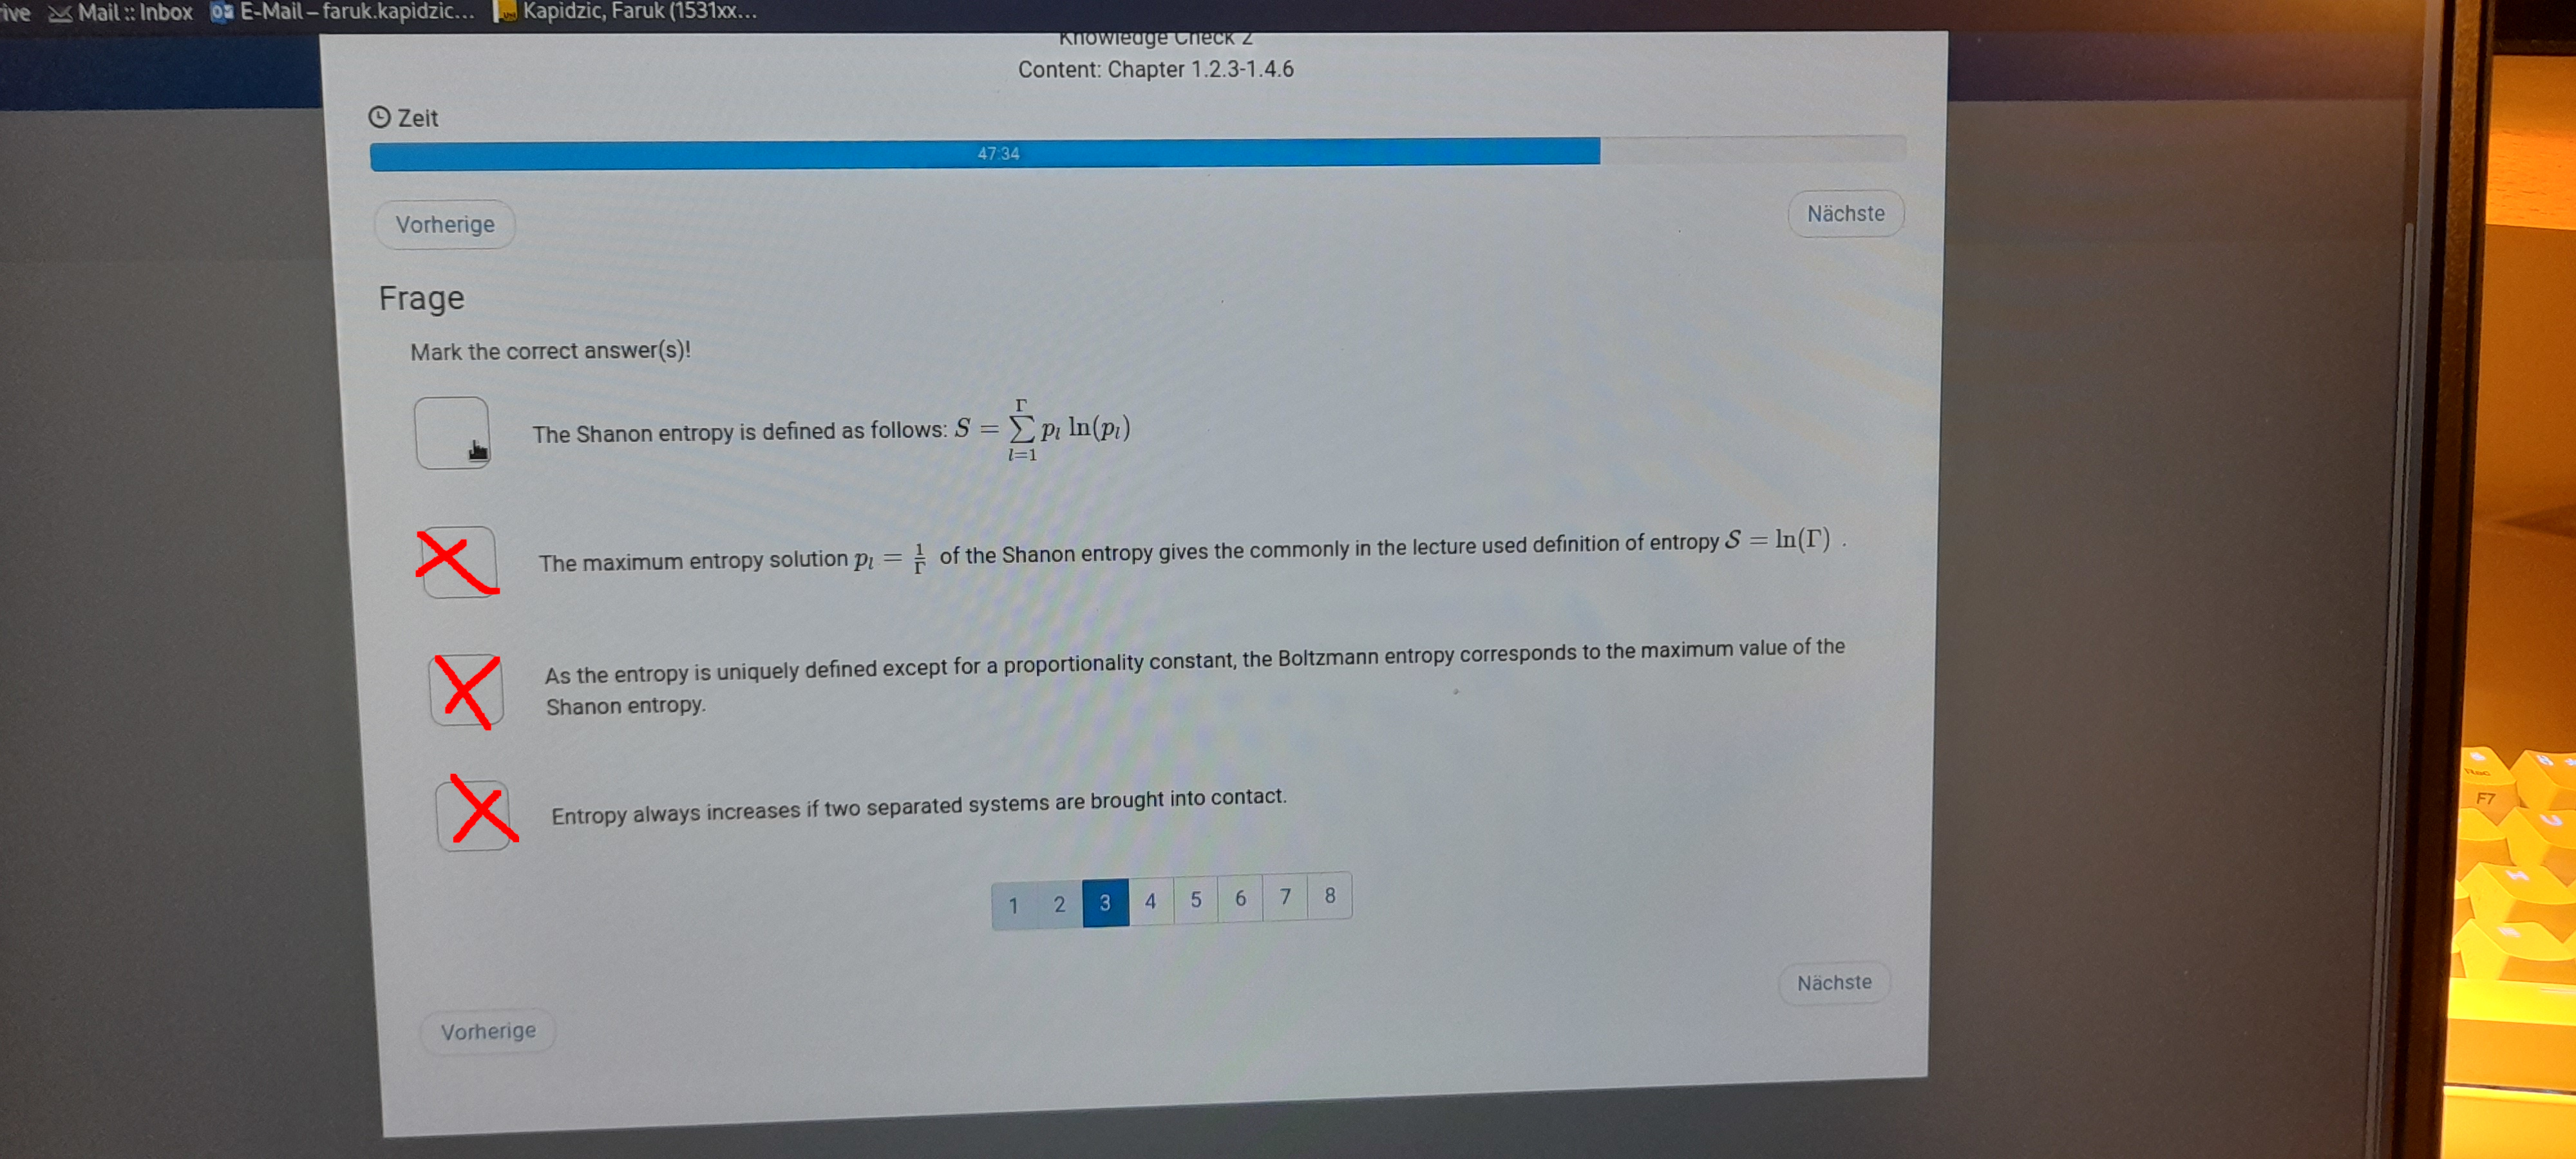 ive Mail :: Inbox E-Mail – faruk.kapidzic... Kapidzic, Faruk (1531xx...
Knowledge Check 2
Content: Chapter 1.2.3-1.4.6
Zeit
47:34
Vorherige Nächste
Frage
Mark the correct answer(s)!
The Shanon entropy is defined as follows: S = \sum_{l=1}^{Γ} p_l ln(p_l)
The maximum entropy solution p_l = 1/Γ of the Shanon entropy gives the commonly in the lecture used definition of entropy S = ln(Γ) .
As the entropy is uniquely defined except for a proportionality constant, the Boltzmann entropy corresponds to the maximum value of the
Shanon entropy.
Entropy always increases if two separated systems are brought into contact.
1 2 3 4 5 6 7 8
Nächste
Vorherige
F7